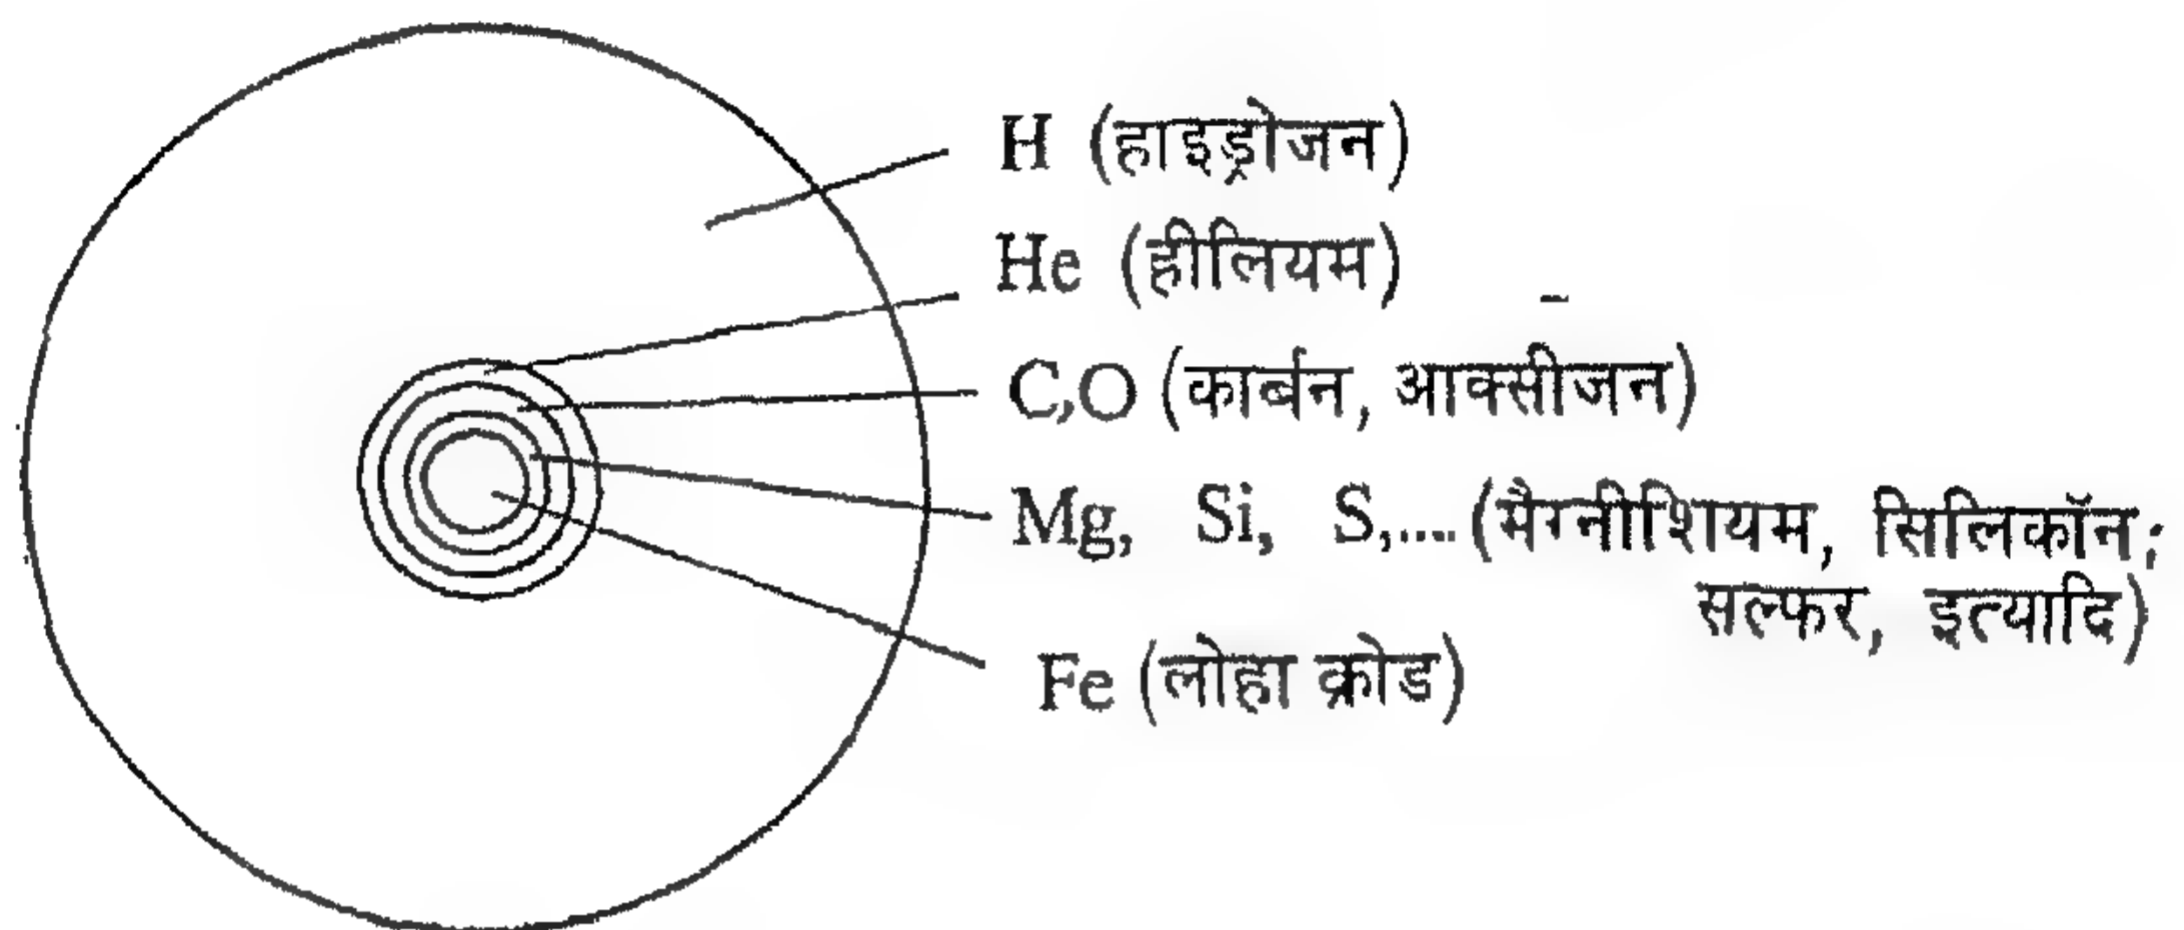 H (हाइड्रोजन)
He (हीलियम)
C,O (कार्बन, आक्सीजन)
Mg, Si, S,.... (मैग्नीशियम, सिलिकॉन,
सल्फर, इत्यादि)
Fe (लोहा क्रोड)